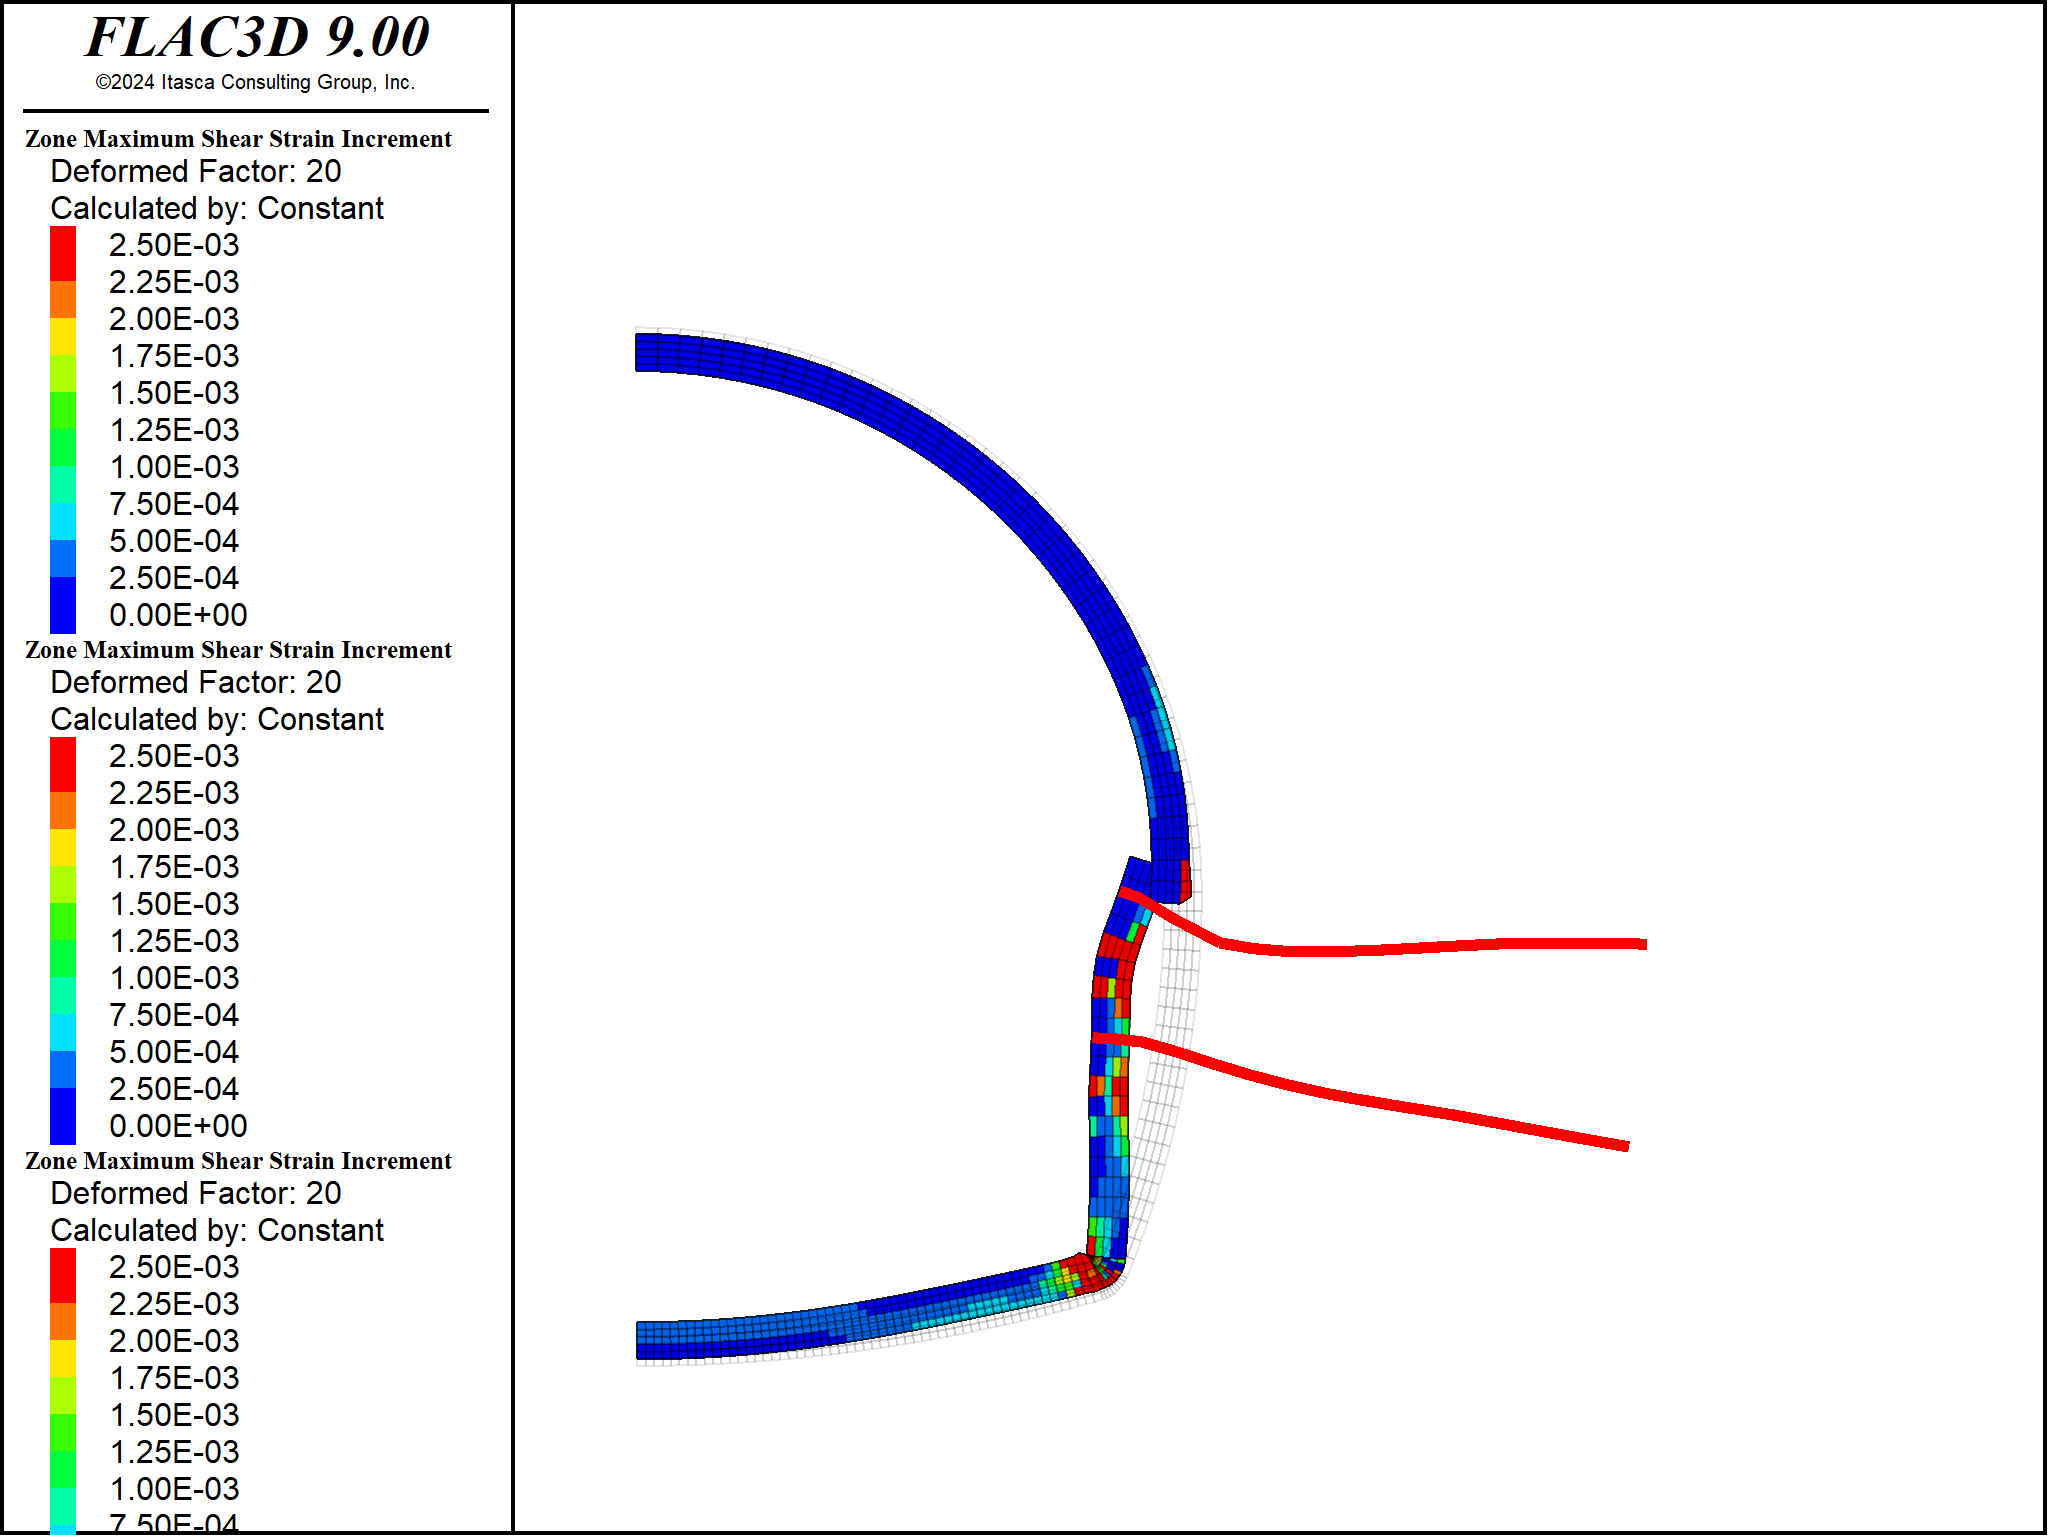 FLAC3D 9.00
©2024 Itasca Consulting Group, Inc.
Zone Maximum Shear Strain Increment
Deformed Factor: 20
Calculated by: Constant
2.50E-03
2.25E-03
2.00E-03
1.75E-03
1.50E-03
1.25E-03
1.00E-03
7.50E-04
5.00E-04
2.50E-04
0.00E+00
Zone Maximum Shear Strain Increment
Deformed Factor: 20
Calculated by: Constant
2.50E-03
2.25E-03
2.00E-03
1.75E-03
1.50E-03
1.25E-03
1.00E-03
7.50E-04
5.00E-04
2.50E-04
0.00E+00
Zone Maximum Shear Strain Increment
Deformed Factor: 20
Calculated by: Constant
2.50E-03
2.25E-03
2.00E-03
1.75E-03
1.50E-03
1.25E-03
1.00E-03
7.50E-04